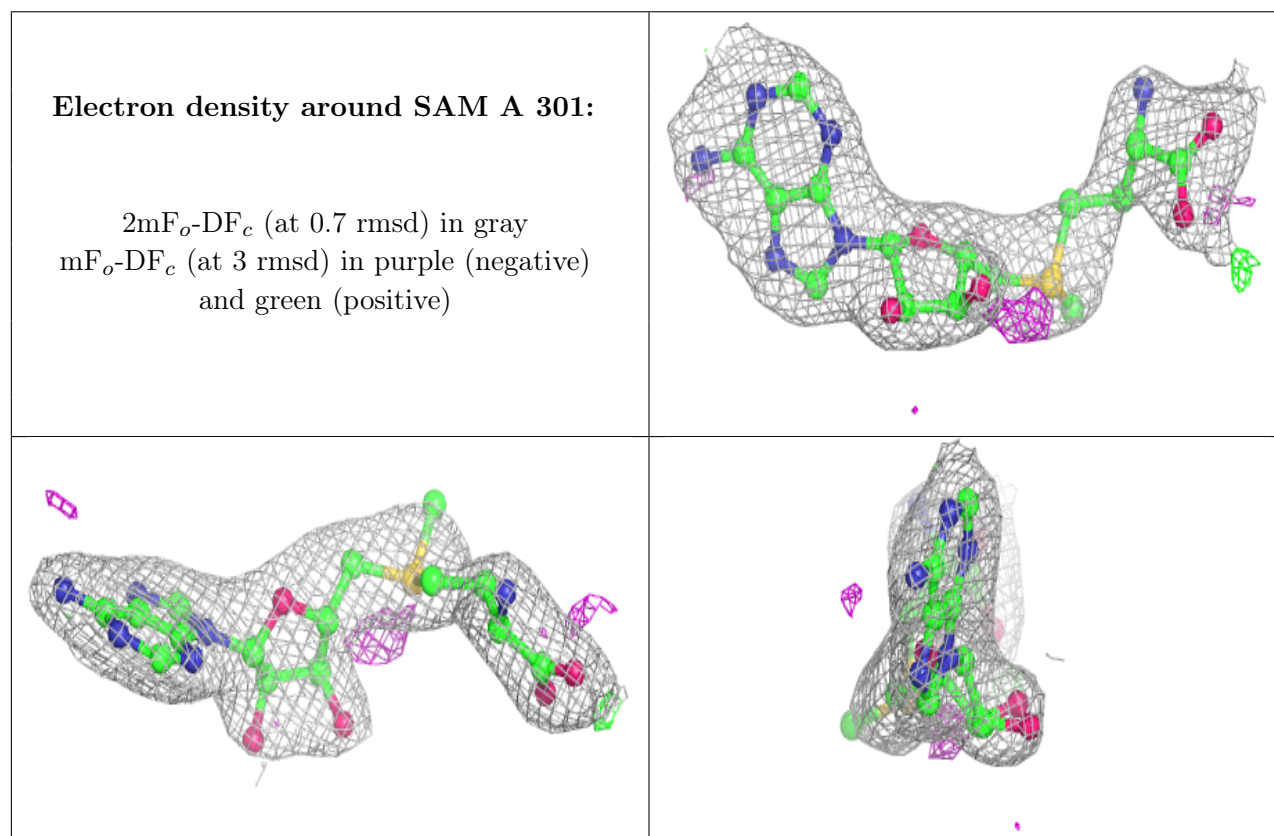 Electron density around SAM A 301:
2mFo-DFc (at 0.7 rmsd) in gray
mFo-DFc (at 3 rmsd) in purple (negative)
and green (positive)